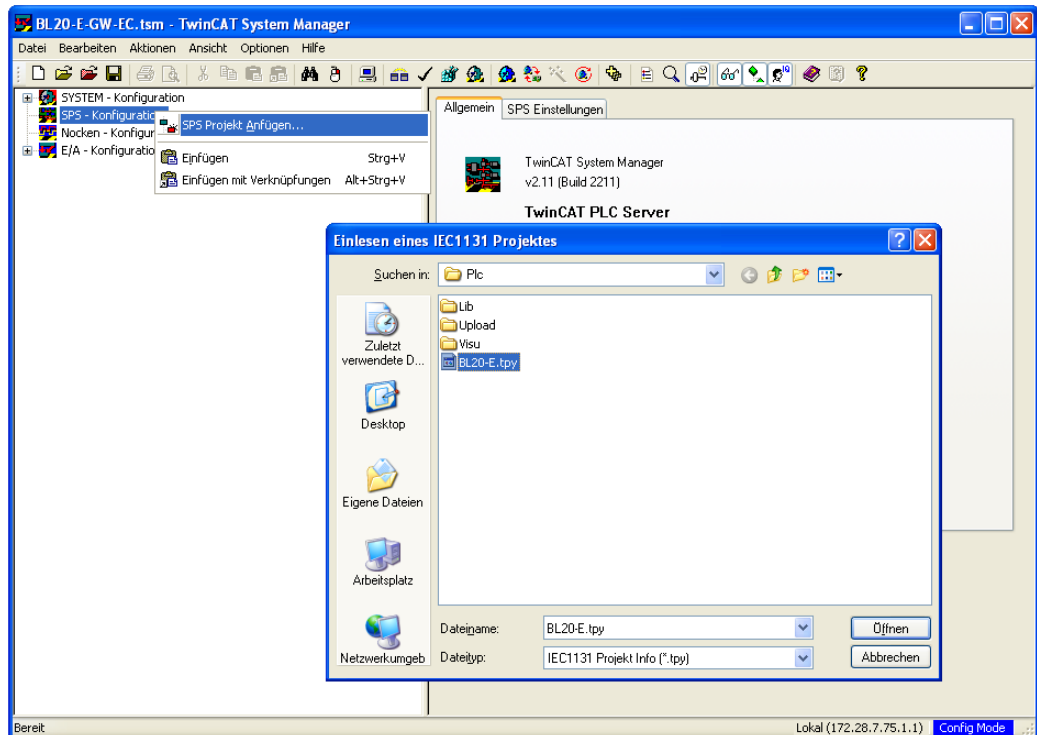 BL20-E-GW-EC.tsm - TwinCAT System Manager
Datei Bearbeiten Aktionen Ansicht Optionen Hilfe
SYSTEM - Konfiguration
SPS - Konfiguratio
Nocken - Konfigur
E/A - Konfiguratio
SPS Projekt Anfügen...
Einfügen Strg+V
Einfügen mit Verknüpfungen Alt+Strg+V
Allgemein SPS Einstellungen
TwinCAT System Manager
v2.11 (Build 2211)
TwinCAT PLC Server
Einlesen eines IEC1131 Projektes
Suchen in: Plc
Lib
Upload
Visu
BL20-E.tpy
Zuletzt
verwendete D...
Desktop
Eigene Dateien
Arbeitsplatz
Netzwerkumgeb
Dateiname: BL20-E.tpy Öffnen
Dateityp: IEC1131 Projekt Info (*.tpy) Abbrechen
Bereit Lokal (172.28.7.75.1.1) Config Mode